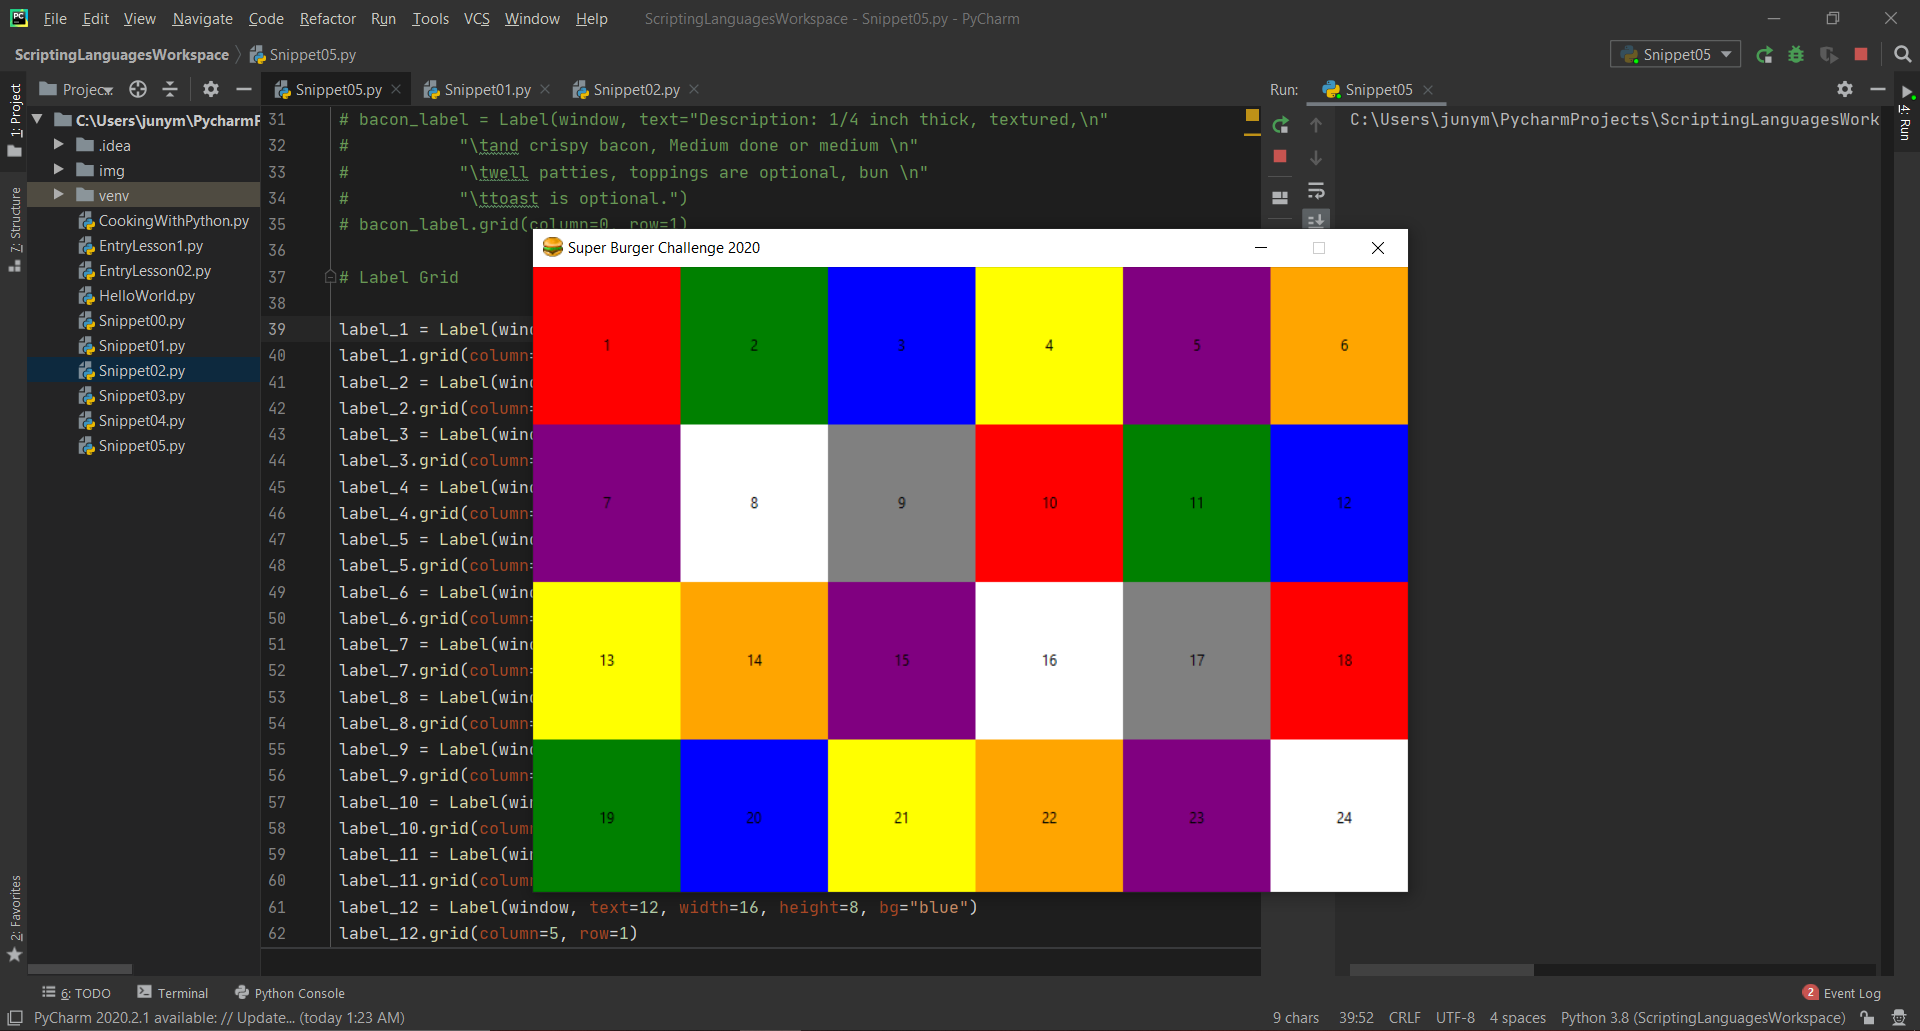 File Edit View Navigate Code Refactor Run Tools VCS Window Help ScriptingLanguagesWorkspace - Snippet05.py - PyCharm
ScriptingLanguagesWorkspace Snippet05.py Snippet05
1: Project
7: Structure
2: Favorites
Projec
C:\Users\junym\PycharmP
.idea
img
venv
CookingWithPython.py
EntryLesson1.py
EntryLesson02.py
HelloWorld.py
Snippet00.py
Snippet01.py
Snippet02.py
Snippet03.py
Snippet04.py
Snippet05.py
Snippet05.py Snippet01.py Snippet02.py
31 # bacon_label = Label(window, text="Description: 1/4 inch thick, textured,\n"
32 # "\tand crispy bacon, Medium done or medium \n"
33 # "\twell patties, toppings are optional, bun \n"
34 # "\ttoast is optional.")
35 # bacon_label.grid(column=0, row=1)
36
37 # Label Grid
38
39 label_1 = Label(wind
40 label_1.grid(column=
41 label_2 = Label(wind
42 label_2.grid(column=
43 label_3 = Label(wind
44 label_3.grid(column=
45 label_4 = Label(wind
46 label_4.grid(column=
47 label_5 = Label(wind
48 label_5.grid(column=
49 label_6 = Label(wind
50 label_6.grid(column=
51 label_7 = Label(wind
52 label_7.grid(column=
53 label_8 = Label(wind
54 label_8.grid(column=
55 label_9 = Label(wind
56 label_9.grid(column=
57 label_10 = Label(win
58 label_10.grid(colum
59 label_11 = Label(win
60 label_11.grid(colum
61 label_12 = Label(window, text=12, width=16, height=8, bg="blue")
62 label_12.grid(column=5, row=1)
Super Burger Challenge 2020
1 2 3 4 5 6
7 8 9 10 11 12
13 14 15 16 17 18
19 20 21 22 23 24
Run: Snippet05
C:\Users\junym\PycharmProjects\ScriptingLanguagesWork
4: Run
6: TODO Terminal Python Console 2 Event Log
PyCharm 2020.2.1 available: // Update... (today 1:23 AM) 9 chars 39:52 CRLF UTF-8 4 spaces Python 3.8 (ScriptingLanguagesWorkspace)